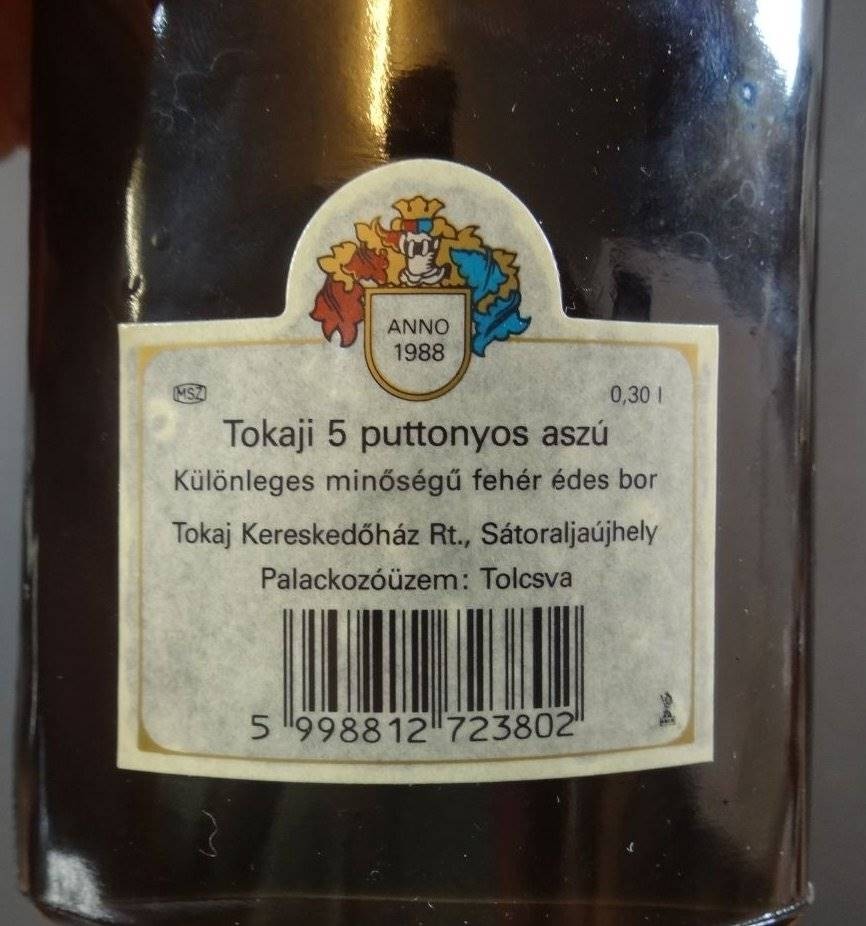 ANNO
1988
MSZ 0,30 l
Tokaji 5 puttonyos aszú
Különleges minőségű fehér édes bor
Tokaj Kereskedőház Rt., Sátoraljaújhely
Palackozóüzem: Tolcsva
5 998812 723802